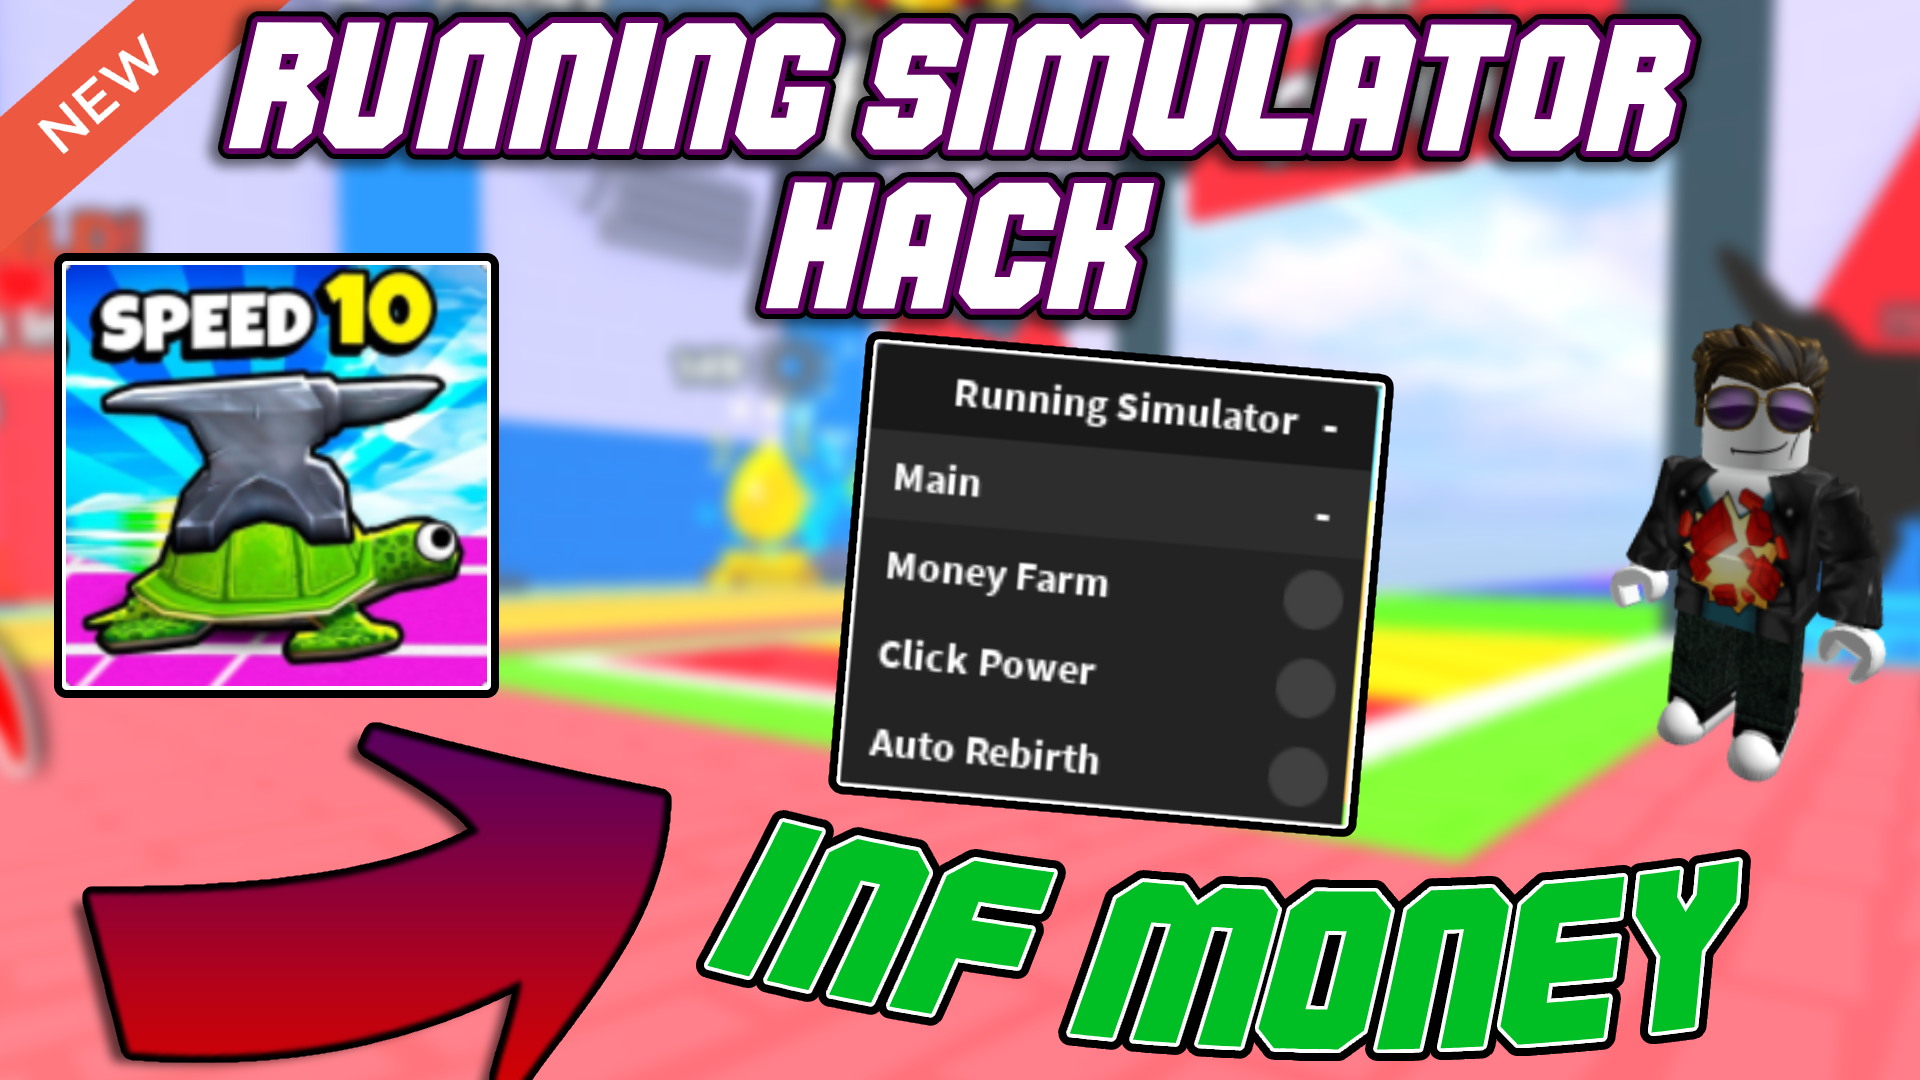 NEW
RUNNING SIMULATOR
HACK
SPEED 10
Running Simulator -
Main -
Money Farm
Click Power
Auto Rebirth
INF MONEY